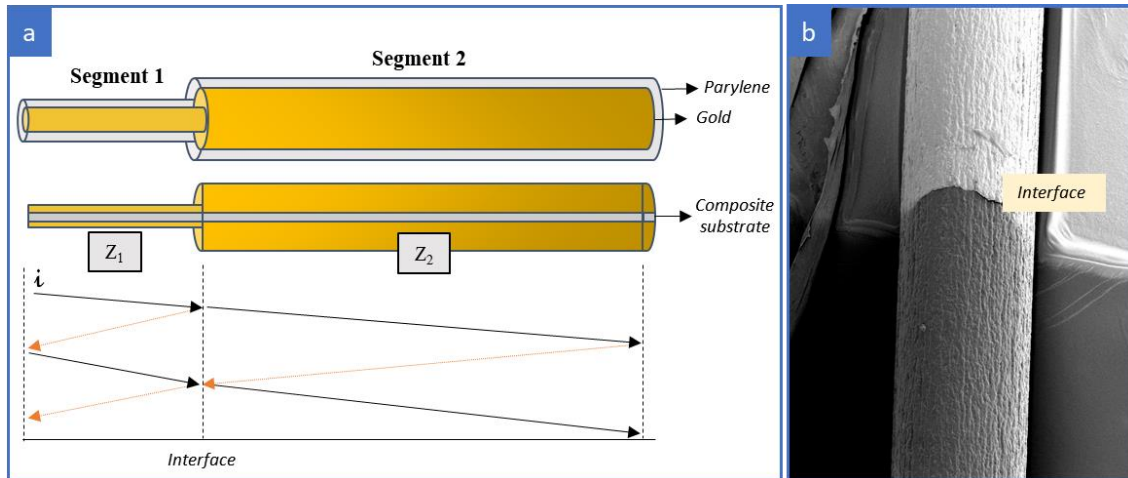 a
Segment 1
Segment 2
Parylene
Gold
Composite
substrate
Z₁
Z₂
i
Interface
b
Interface